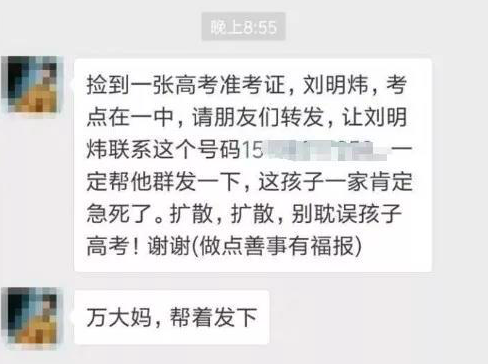 晚上8:55
捡到一张高考准考证，刘明炜，考
点在一中，请朋友们转发，让刘明
炜联系这个号码15 一
定帮他群发一下，这孩子一家肯定
急死了。扩散，扩散，别耽误孩子
高考！谢谢(做点善事有福报)
万大妈，帮着发下